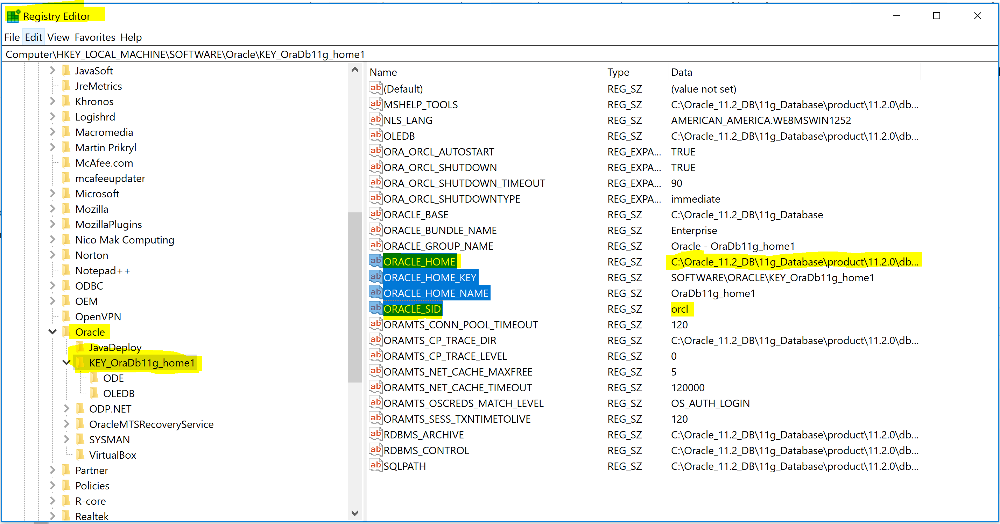 Registry Editor
File Edit View Favorites Help
Computer\HKEY_LOCAL_MACHINE\SOFTWARE\Oracle\KEY_OraDb11g_home1
JavaSoft
JreMetrics
Khronos
Logishrd
Macromedia
Martin Prikryl
McAfee.com
mcafeeupdater
Microsoft
Mozilla
MozillaPlugins
Nico Mak Computing
Norton
Notepad++
ODBC
OEM
OpenVPN
Oracle
JavaDeploy
KEY_OraDb11g_home1
ODE
OLEDB
ODP.NET
OracleMTSRecoveryService
SYSMAN
VirtualBox
Partner
Policies
R-core
Realtek
Name Type Data
(Default) REG_SZ (value not set)
MSHELP_TOOLS REG_SZ C:\Oracle_11.2_DB\11g_Database\product\11.2.0\db...
NLS_LANG REG_SZ AMERICAN_AMERICA.WE8MSWIN1252
OLEDB REG_SZ C:\Oracle_11.2_DB\11g_Database\product\11.2.0\db...
ORA_ORCL_AUTOSTART REG_EXPA... TRUE
ORA_ORCL_SHUTDOWN REG_EXPA... TRUE
ORA_ORCL_SHUTDOWN_TIMEOUT REG_EXPA... 90
ORA_ORCL_SHUTDOWNTYPE REG_EXPA... immediate
ORACLE_BASE REG_SZ C:\Oracle_11.2_DB\11g_Database
ORACLE_BUNDLE_NAME REG_SZ Enterprise
ORACLE_GROUP_NAME REG_SZ Oracle - OraDb11g_home1
ORACLE_HOME REG_SZ C:\Oracle_11.2_DB\11g_Database\product\11.2.0\db...
ORACLE_HOME_KEY REG_SZ SOFTWARE\ORACLE\KEY_OraDb11g_home1
ORACLE_HOME_NAME REG_SZ OraDb11g_home1
ORACLE_SID REG_SZ orcl
ORAMTS_CONN_POOL_TIMEOUT REG_SZ 120
ORAMTS_CP_TRACE_DIR REG_SZ C:\Oracle_11.2_DB\11g_Database\product\11.2.0\db...
ORAMTS_CP_TRACE_LEVEL REG_SZ 0
ORAMTS_NET_CACHE_MAXFREE REG_SZ 5
ORAMTS_NET_CACHE_TIMEOUT REG_SZ 120000
ORAMTS_OSCREDS_MATCH_LEVEL REG_SZ OS_AUTH_LOGIN
ORAMTS_SESS_TXNTIMETOLIVE REG_SZ 120
RDBMS_ARCHIVE REG_SZ C:\Oracle_11.2_DB\11g_Database\product\11.2.0\db...
RDBMS_CONTROL REG_SZ C:\Oracle_11.2_DB\11g_Database\product\11.2.0\db...
SQLPATH REG_SZ C:\Oracle_11.2_DB\11g_Database\product\11.2.0\db...